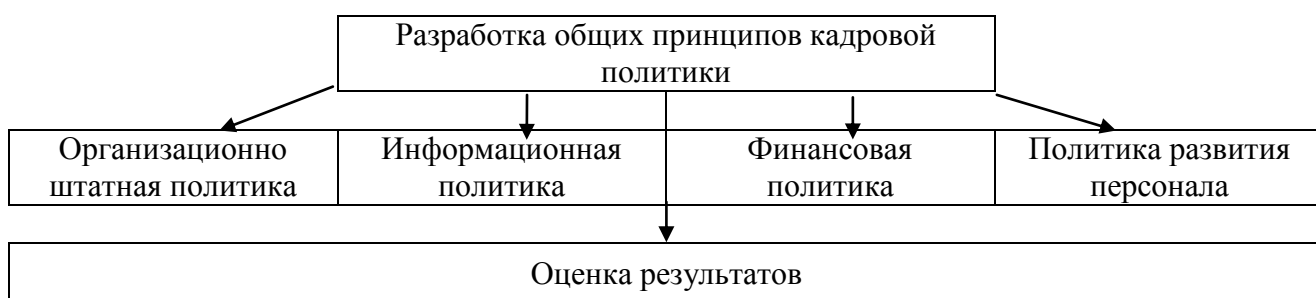 Разработка общих принципов кадровой
политики
Организационно
штатная политика
Информационная
политика
Финансовая
политика
Политика развития
персонала
Оценка результатов